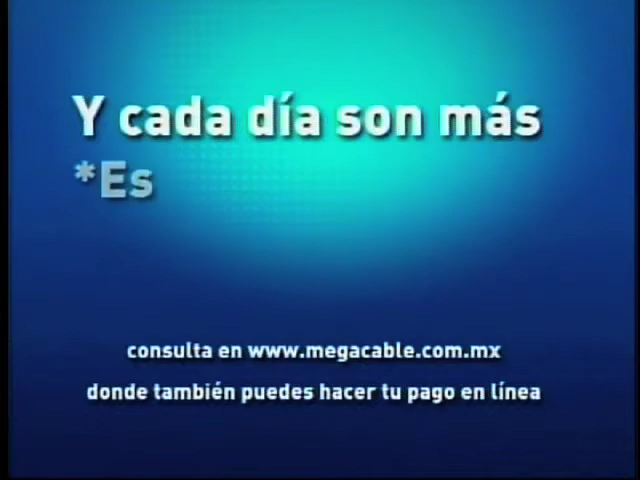 Y cada día son más
*Es
consulta en www.megacable.com.mx
donde también puedes hacer tu pago en línea